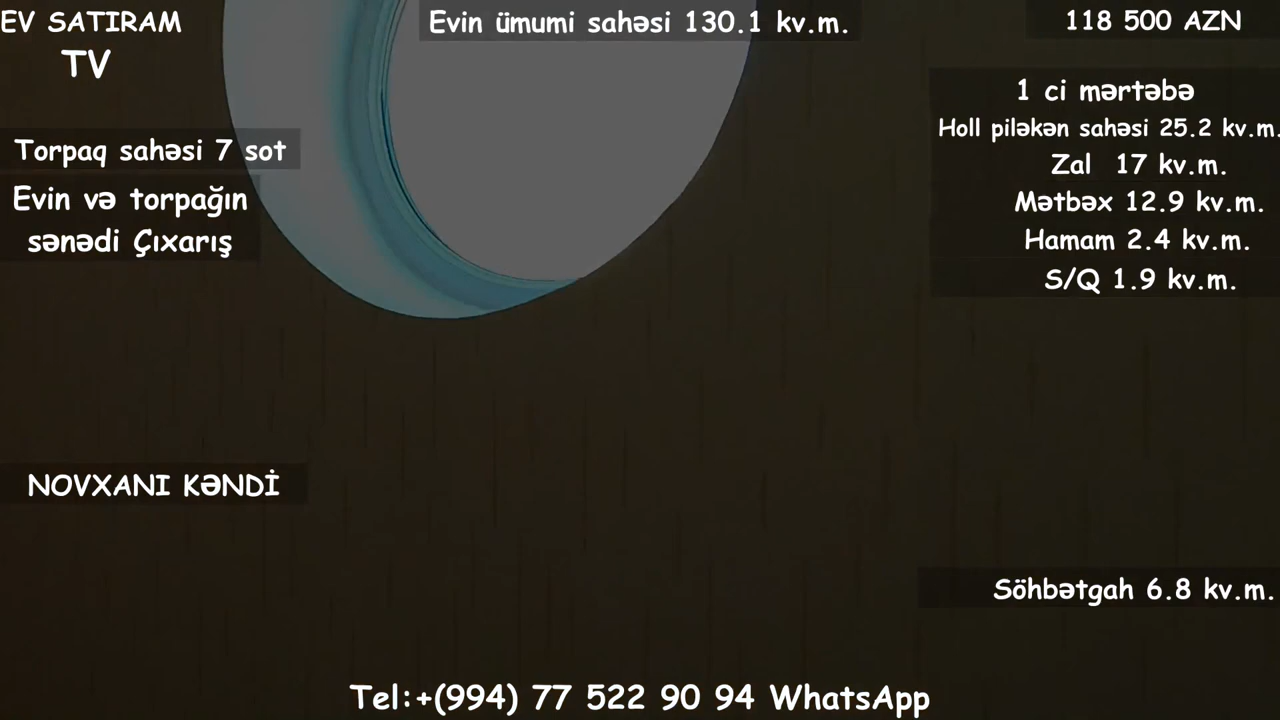 EV SATIRAM
TV
Evin ümumi sahəsi 130.1 kv.m.
118 500 AZN
Torpaq sahəsi 7 sot
Evin və torpağın
sənədi Çıxarış
1 ci mərtəbə
Holl piləkən sahəsi 25.2 kv.m.
Zal 17 kv.m.
Mətbəx 12.9 kv.m.
Hamam 2.4 kv.m.
S/Q 1.9 kv.m.
NOVXANI KƏNDİ
Söhbətgah 6.8 kv.m.
Tel:+(994) 77 522 90 94 WhatsApp